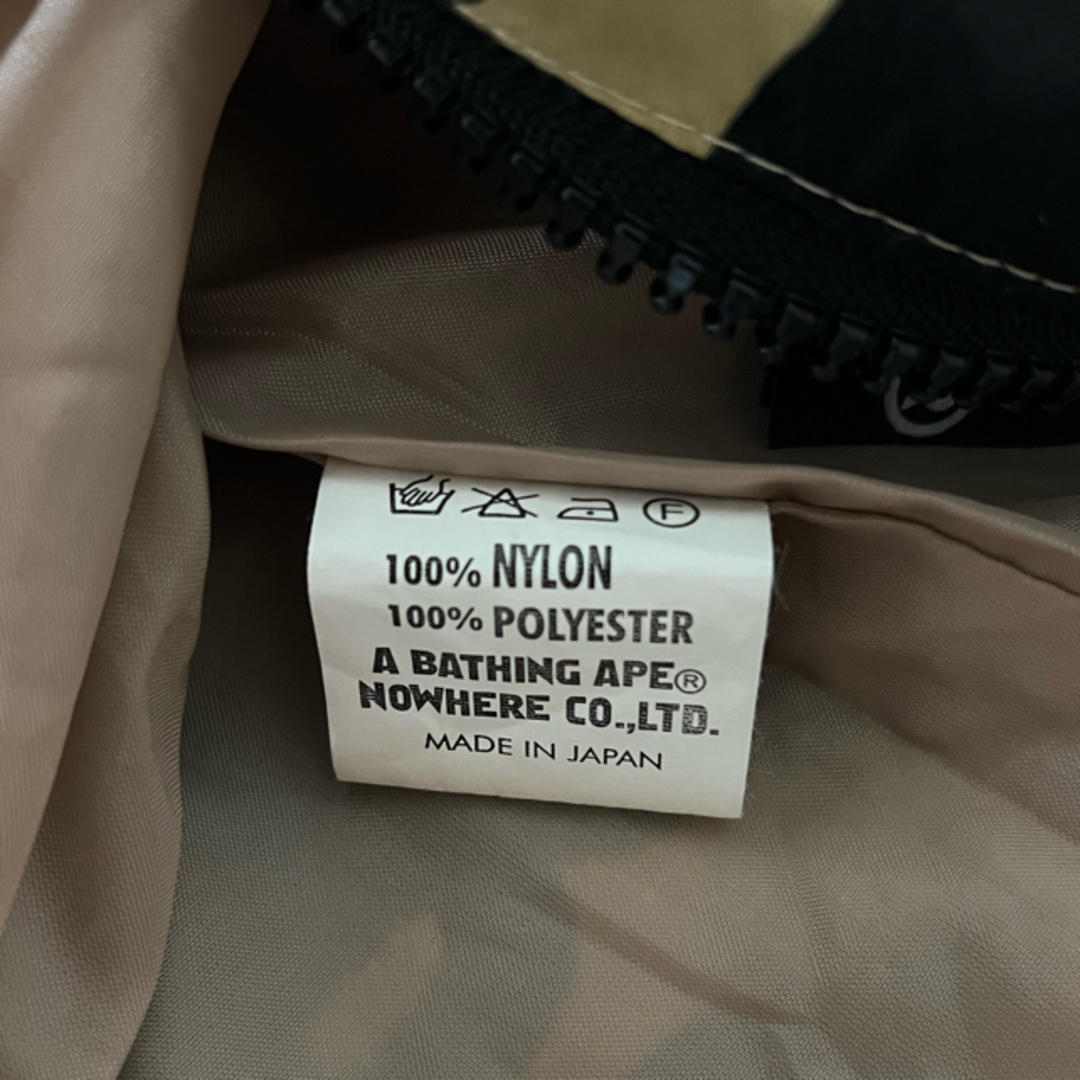 F
100% NYLON
100% POLYESTER
A BATHING APE®
NOWHERE CO.,LTD.
MADE IN JAPAN